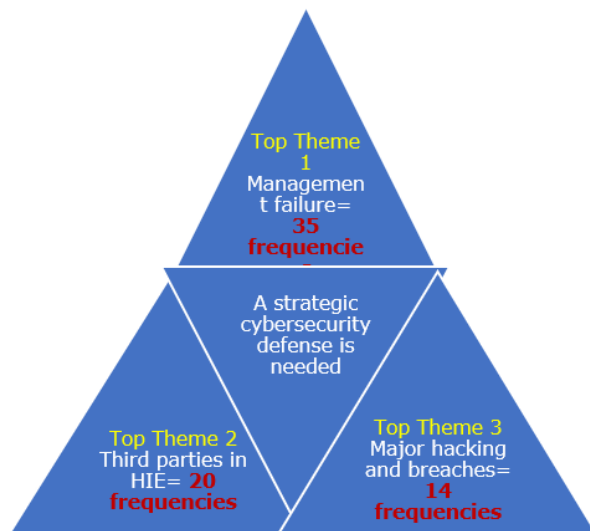 Top Theme
1
Managemen
t failure=
35
frequencie
A strategic
cybersecurity
defense is
needed
Top Theme 2
Third parties in
HIE= 20
frequencies
Top Theme 3
Major hacking
and breaches=
14
frequencies